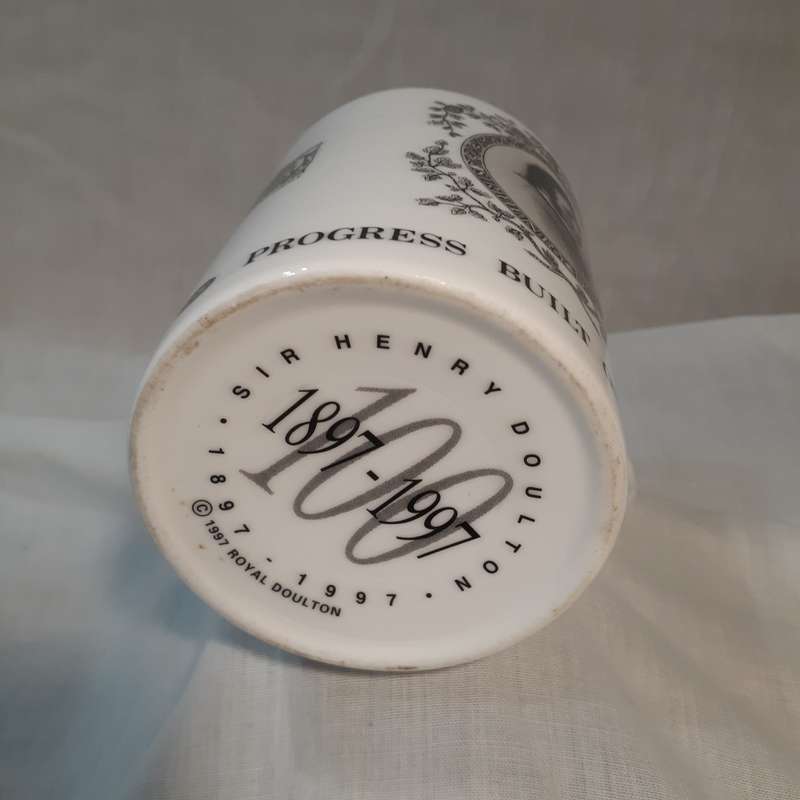 PROGRESS BUILT
SIR HENRY DOULTON
100
1897-1997
• 1897 - 1997 •
© 1997 ROYAL DOULTON